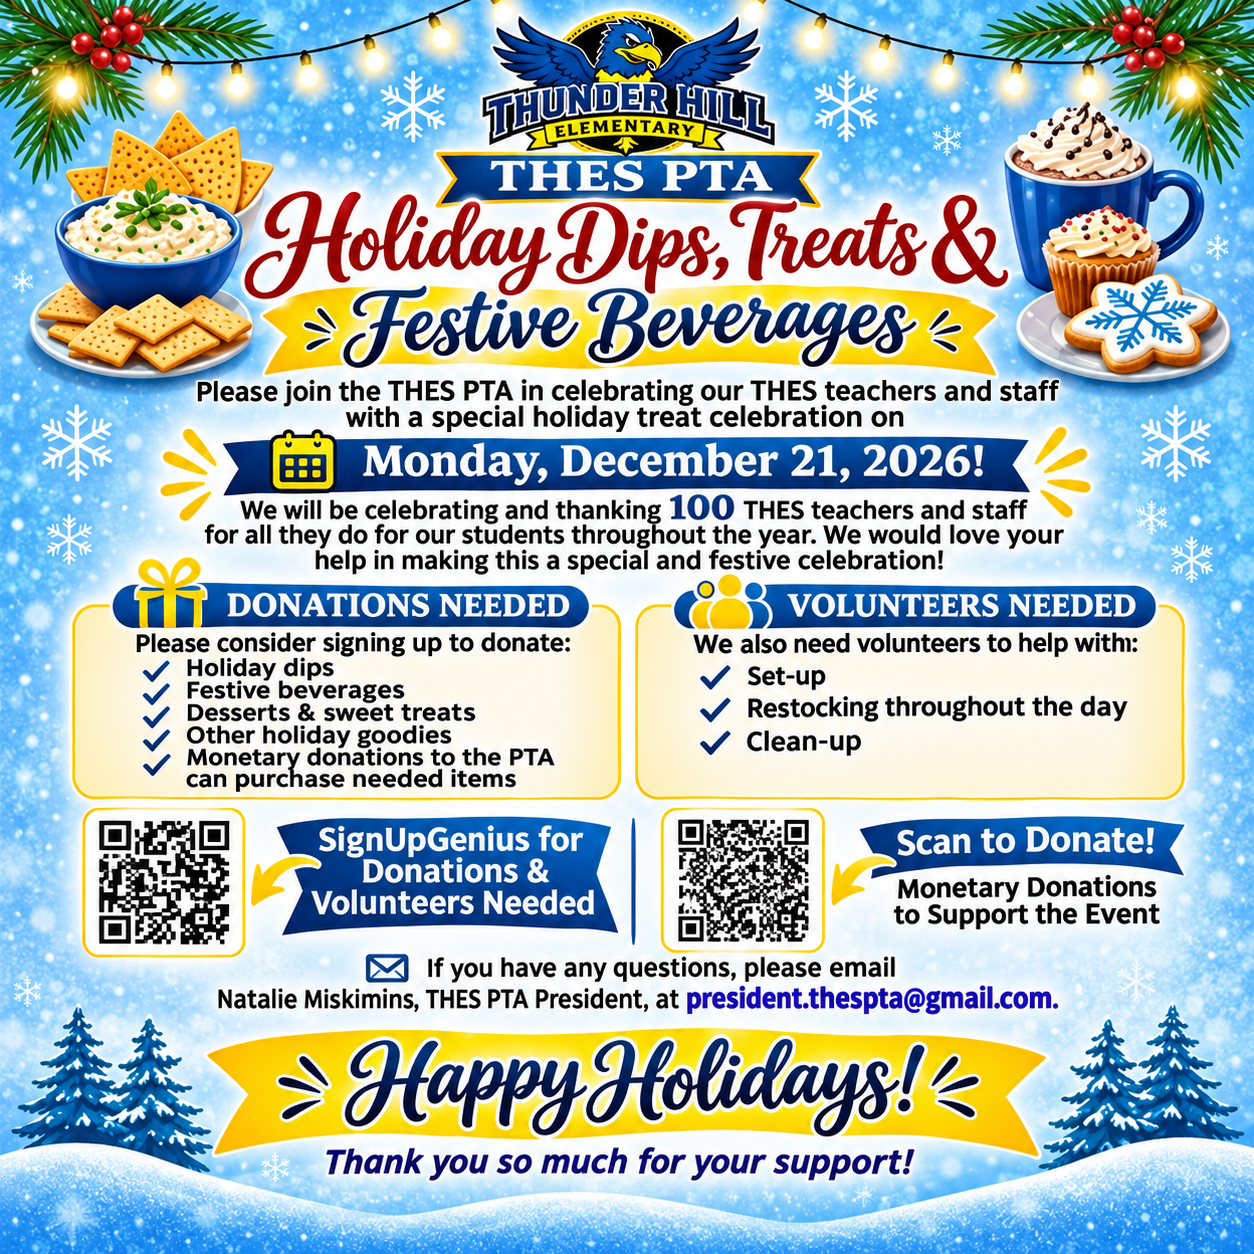 THUNDER HILL
ELEMENTARY
THES PTA
Holiday Dips, Treats &
Festive Beverages
Please join the THES PTA in celebrating our THES teachers and staff
with a special holiday treat celebration on
Monday, December 21, 2026!
We will be celebrating and thanking 100 THES teachers and staff
for all they do for our students throughout the year. We would love your
help in making this a special and festive celebration!
DONATIONS NEEDED
Please consider signing up to donate:
Holiday dips
Festive beverages
Desserts & sweet treats
Other holiday goodies
Monetary donations to the PTA
can purchase needed items
VOLUNTEERS NEEDED
We also need volunteers to help with:
Set-up
Restocking throughout the day
Clean-up
SignUpGenius for
Donations &
Volunteers Needed
Scan to Donate!
Monetary Donations
to Support the Event
If you have any questions, please email
Natalie Miskimins, THES PTA President, at president.thespta@gmail.com.
Happy Holidays!
Thank you so much for your support!